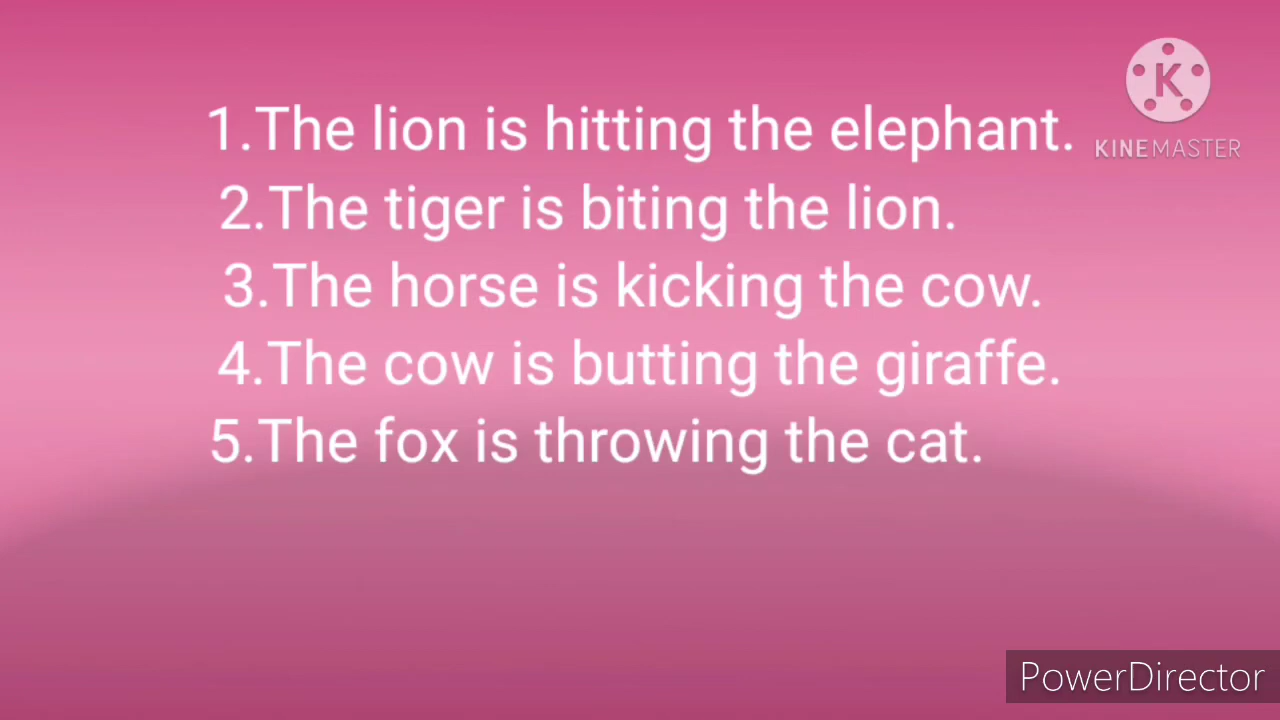 1.The lion is hitting the elephant.
2.The tiger is biting the lion.
3.The horse is kicking the cow.
4.The cow is butting the giraffe.
5.The fox is throwing the cat.
K
KINEMASTER
PowerDirector